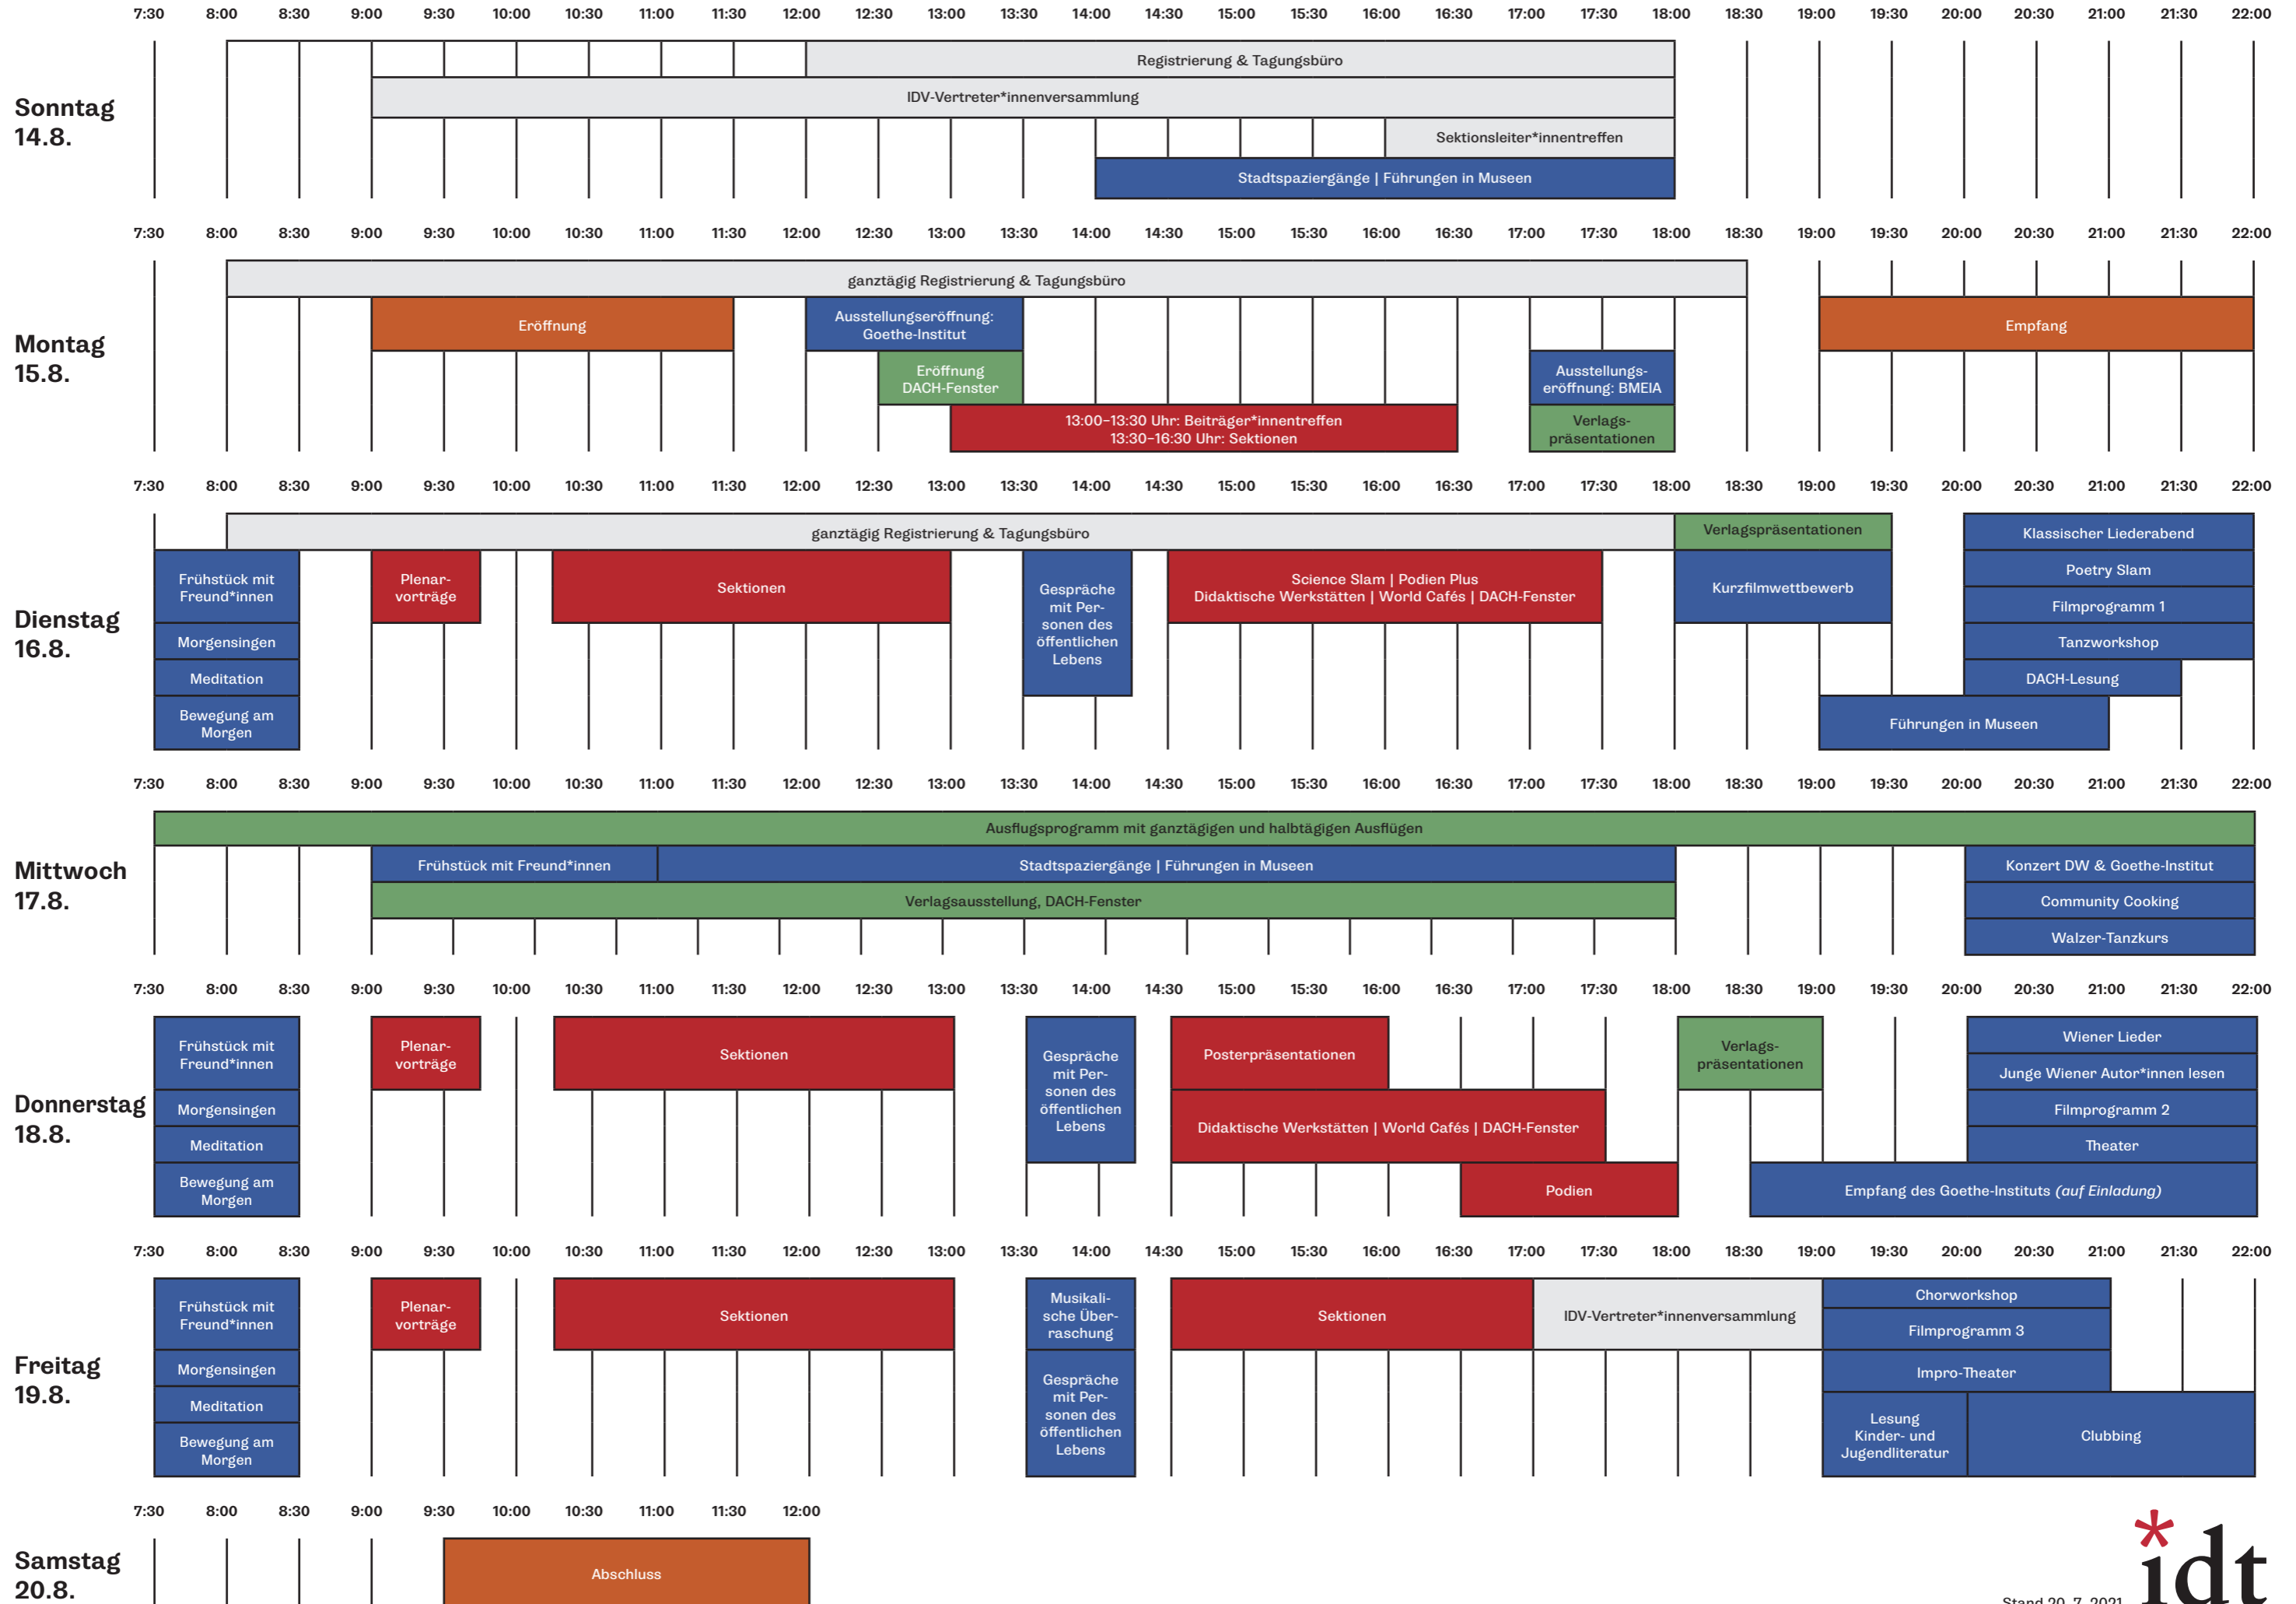 7:30 8:00 8:30 9:00 9:30 10:00 10:30 11:00 11:30 12:00 12:30 13:00 13:30 14:00 14:30 15:00 15:30 16:00 16:30 17:00 17:30 18:00 18:30 19:00 19:30 20:00 20:30 21:00 21:30 22:00
Sonntag
14.8.
Registrierung & Tagungsbüro
IDV-Vertreter*innenversammlung
Sektionsleiter*innentreffen
Stadtspaziergänge | Führungen in Museen
7:30 8:00 8:30 9:00 9:30 10:00 10:30 11:00 11:30 12:00 12:30 13:00 13:30 14:00 14:30 15:00 15:30 16:00 16:30 17:00 17:30 18:00 18:30 19:00 19:30 20:00 20:30 21:00 21:30 22:00
Montag
15.8.
ganztägig Registrierung & Tagungsbüro
Eröffnung
Ausstellungseröffnung:
Goethe-Institut
Empfang
Eröffnung
DACH-Fenster
Ausstellungs-
eröffnung: BMEIA
13:00–13:30 Uhr: Beiträger*innentreffen
13:30–16:30 Uhr: Sektionen
Verlags-
präsentationen
7:30 8:00 8:30 9:00 9:30 10:00 10:30 11:00 11:30 12:00 12:30 13:00 13:30 14:00 14:30 15:00 15:30 16:00 16:30 17:00 17:30 18:00 18:30 19:00 19:30 20:00 20:30 21:00 21:30 22:00
Dienstag
16.8.
ganztägig Registrierung & Tagungsbüro
Verlagspräsentationen
Klassischer Liederabend
Frühstück mit
Freund*innen
Plenar-
vorträge
Sektionen
Gespräche
mit Per-
sonen des
öffentlichen
Lebens
Science Slam | Podien Plus
Didaktische Werkstätten | World Cafés | DACH-Fenster
Kurzfilmwettbewerb
Poetry Slam
Filmprogramm 1
Morgensingen
Tanzworkshop
Meditation
DACH-Lesung
Bewegung am
Morgen
Führungen in Museen
7:30 8:00 8:30 9:00 9:30 10:00 10:30 11:00 11:30 12:00 12:30 13:00 13:30 14:00 14:30 15:00 15:30 16:00 16:30 17:00 17:30 18:00 18:30 19:00 19:30 20:00 20:30 21:00 21:30 22:00
Mittwoch
17.8.
Ausflugsprogramm mit ganztägigen und halbtägigen Ausflügen
Frühstück mit Freund*innen
Stadtspaziergänge | Führungen in Museen
Konzert DW & Goethe-Institut
Verlagsausstellung, DACH-Fenster
Community Cooking
Walzer-Tanzkurs
7:30 8:00 8:30 9:00 9:30 10:00 10:30 11:00 11:30 12:00 12:30 13:00 13:30 14:00 14:30 15:00 15:30 16:00 16:30 17:00 17:30 18:00 18:30 19:00 19:30 20:00 20:30 21:00 21:30 22:00
Donnerstag
18.8.
Frühstück mit
Freund*innen
Plenar-
vorträge
Sektionen
Gespräche
mit Per-
sonen des
öffentlichen
Lebens
Posterpräsentationen
Verlags-
präsentationen
Wiener Lieder
Junge Wiener Autor*innen lesen
Morgensingen
Didaktische Werkstätten | World Cafés | DACH-Fenster
Filmprogramm 2
Meditation
Theater
Bewegung am
Morgen
Podien
Empfang des Goethe-Instituts (auf Einladung)
7:30 8:00 8:30 9:00 9:30 10:00 10:30 11:00 11:30 12:00 12:30 13:00 13:30 14:00 14:30 15:00 15:30 16:00 16:30 17:00 17:30 18:00 18:30 19:00 19:30 20:00 20:30 21:00 21:30 22:00
Freitag
19.8.
Frühstück mit
Freund*innen
Plenar-
vorträge
Sektionen
Musikali-
sche Über-
raschung
Sektionen
IDV-Vertreter*innenversammlung
Chorworkshop
Filmprogramm 3
Morgensingen
Gespräche
mit Per-
sonen des
öffentlichen
Lebens
Impro-Theater
Meditation
Bewegung am
Morgen
Lesung
Kinder- und
Jugendliteratur
Clubbing
7:30 8:00 8:30 9:00 9:30 10:00 10:30 11:00 11:30 12:00
Samstag
20.8.
Abschluss
Stand 20. 7. 2021
*idt